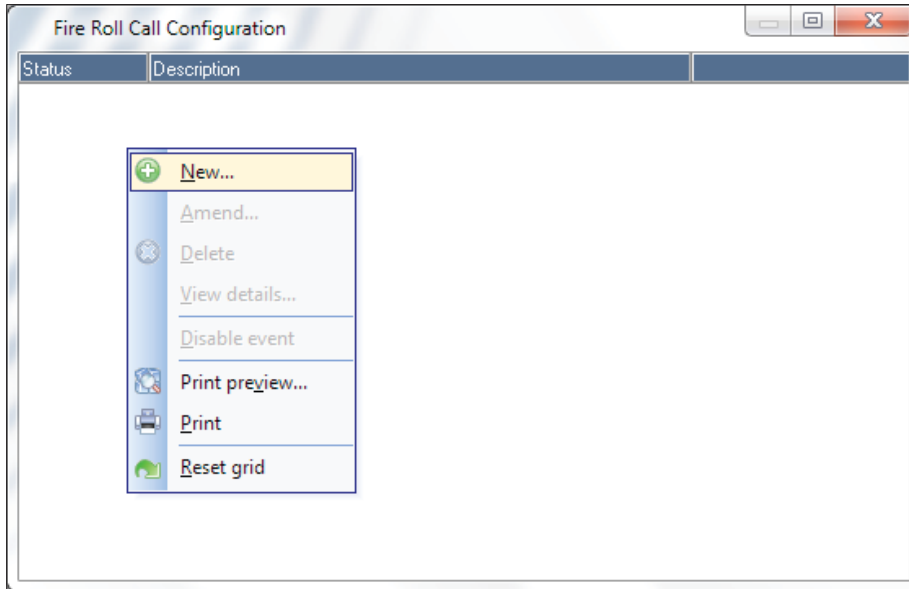 Fire Roll Call Configuration
Status Description
New...
Amend...
Delete
View details...
Disable event
Print preview...
Print
Reset grid